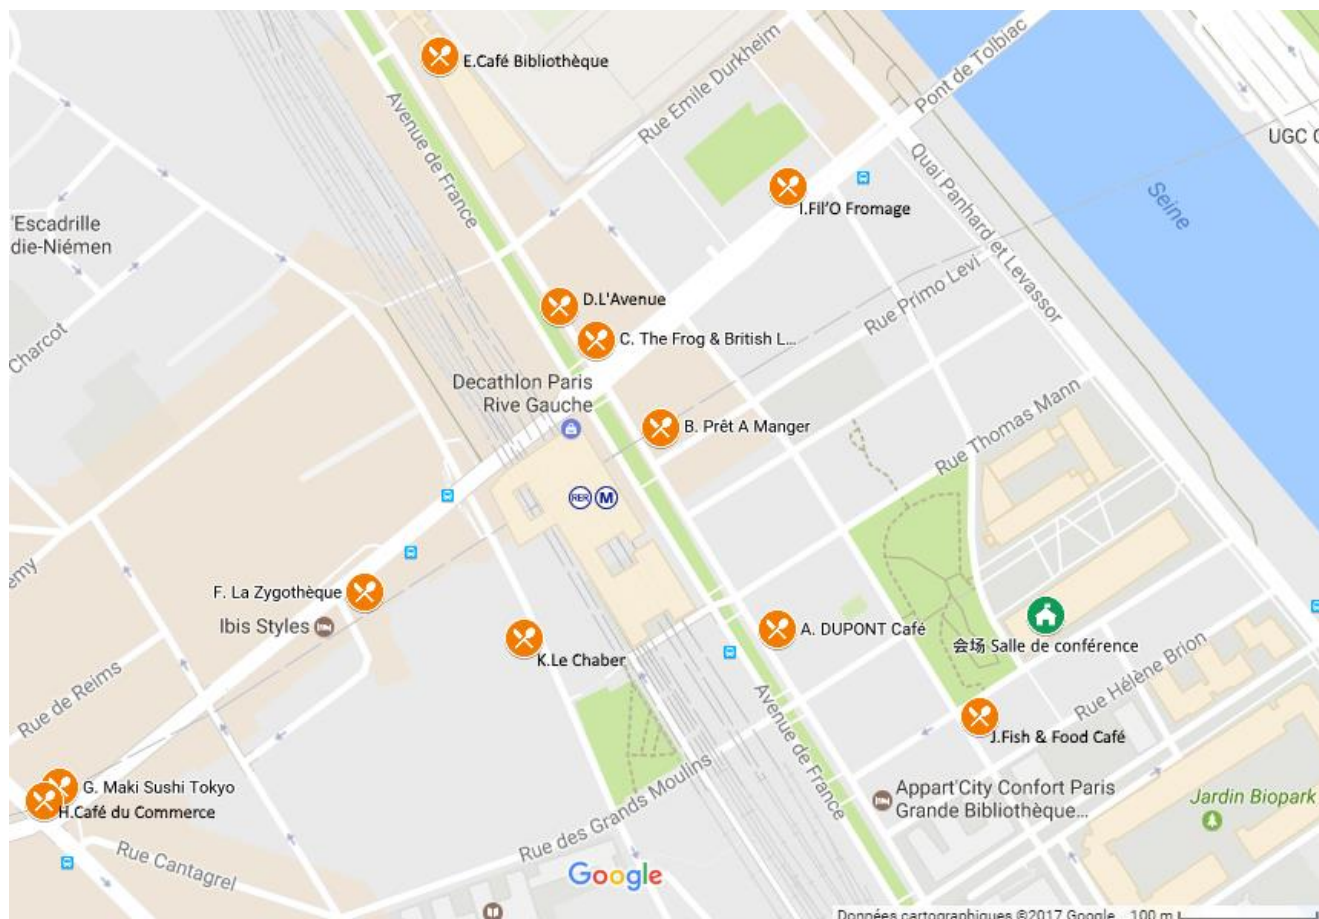 E.Café Bibliothèque
Rue Emile Durkheim
Pont de Tolbiac
Avenue de France
UGC C
Quai Panhard et Levassor
Seine
I.Fil'O Fromage
'Escadrille
die-Niémen
Rue Primo Levi
D.L'Avenue
C. The Frog & British L...
Charcot
Decathlon Paris
Rive Gauche
B. Prêt A Manger
Rue Thomas Mann
RER M
emy
F. La Zygothèque
Ibis Styles
K.Le Chaber
A. DUPONT Café
会场 Salle de conférence
Rue de Reims
Rue Hélène Brion
Avenue de France
J.Fish & Food Café
G. Maki Sushi Tokyo
H.Café du Commerce
Rue des Grands Moulins
Appart'City Confort Paris
Grande Bibliothèque...
Jardin Biopark
Rue Cantagrel
Google
Données cartographiques ©2017 Google
100 m